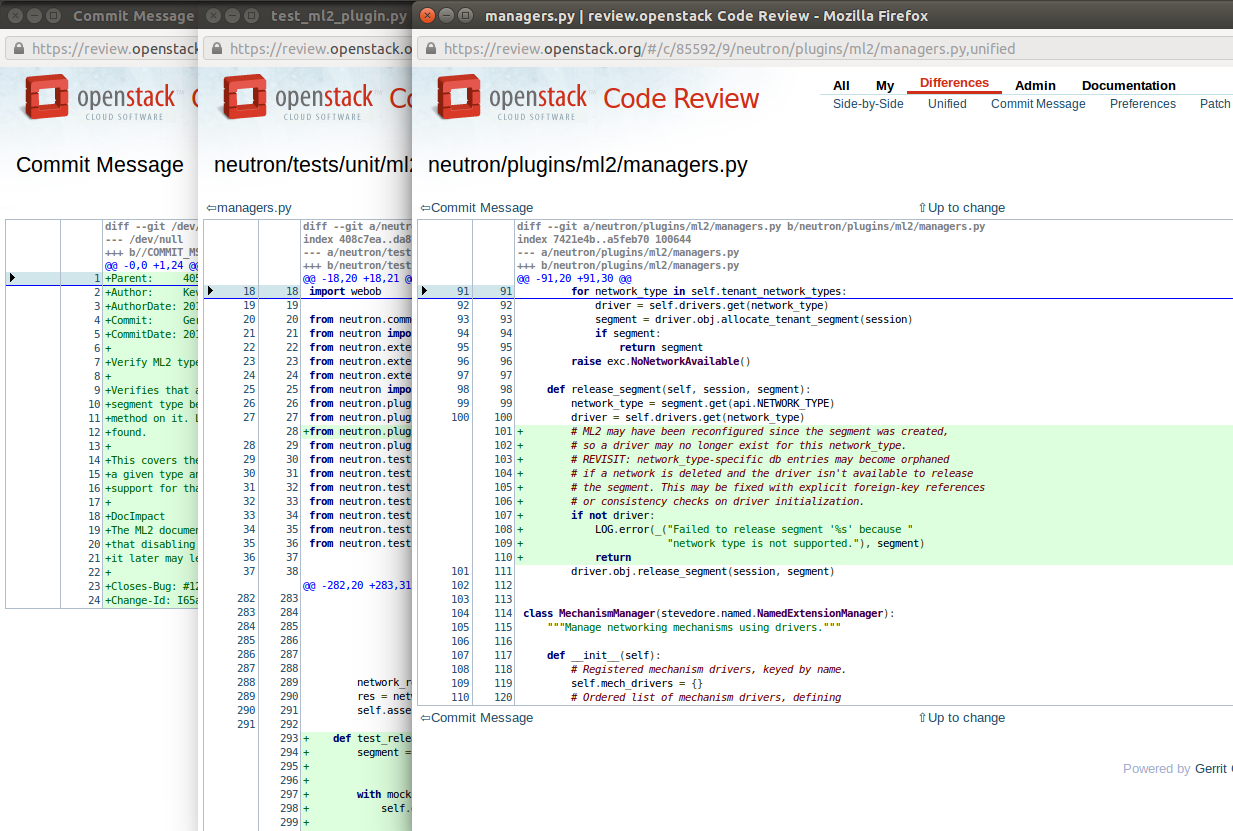 Commit Message
https://review.openstack
openstack
CLOUD SOFTWARE
Commit Message
diff --git /dev/
--- /dev/null
+++ b//COMMIT_MS
@@ -0,0 +1,24 @@
1 +Parent: 405
2 +Author: Kev
3 +AuthorDate: 201
4 +Commit: Ger
5 +CommitDate: 201
6 +
7 +Verify ML2 type
8 +
9 +Verifies that a
10 +segment type be
11 +method on it. L
12 +found.
13 +
14 +This covers the
15 +a given type an
16 +support for tha
17 +
18 +DocImpact
19 +The ML2 documen
20 +that disabling
21 +it later may le
22 +
23 +Closes-Bug: #12
24 +Change-Id: I65a
test_ml2_plugin.py
https://review.openstack.o
openstack Co
CLOUD SOFTWARE
neutron/tests/unit/ml2
⇦managers.py
diff --git a/neutr
index 408c7ea..da8
--- a/neutron/test
+++ b/neutron/test
@@ -18,20 +18,21 @
18 18 import webob
19 19
20 20 from neutron.comm
21 21 from neutron impo
22 22 from neutron.exte
23 23 from neutron.exte
24 24 from neutron.exte
25 25 from neutron impo
26 26 from neutron.plug
27 27 from neutron.plug
28 +from neutron.plug
28 29 from neutron.plug
29 30 from neutron.test
30 31 from neutron.test
31 32 from neutron.test
32 33 from neutron.test
33 34 from neutron.test
34 35 from neutron.test
35 36 from neutron.test
36 37
37 38
@@ -282,20 +283,31
282 283
283 284
284 285
285 286
286 287
287 288
288 289 network_r
289 290 res = netw
290 291 self.asse
291 292
293 + def test_rele
294 + segment =
295 +
296 +
297 + with mock
298 + self.
299 +
managers.py | review.openstack Code Review - Mozilla Firefox
https://review.openstack.org/#/c/85592/9/neutron/plugins/ml2/managers.py,unified
openstack Code Review
CLOUD SOFTWARE
All My Differences Admin Documentation
Side-by-Side Unified Commit Message Preferences Patch
neutron/plugins/ml2/managers.py
⇦Commit Message ⇧Up to change
diff --git a/neutron/plugins/ml2/managers.py b/neutron/plugins/ml2/managers.py
index 7421e4b..a5feb70 100644
--- a/neutron/plugins/ml2/managers.py
+++ b/neutron/plugins/ml2/managers.py
@@ -91,20 +91,30 @@
91 91 for network_type in self.tenant_network_types:
92 92 driver = self.drivers.get(network_type)
93 93 segment = driver.obj.allocate_tenant_segment(session)
94 94 if segment:
95 95 return segment
96 96 raise exc.NoNetworkAvailable()
97 97
98 98 def release_segment(self, session, segment):
99 99 network_type = segment.get(api.NETWORK_TYPE)
100 100 driver = self.drivers.get(network_type)
101 + # ML2 may have been reconfigured since the segment was created,
102 + # so a driver may no longer exist for this network_type.
103 + # REVISIT: network_type-specific db entries may become orphaned
104 + # if a network is deleted and the driver isn't available to release
105 + # the segment. This may be fixed with explicit foreign-key references
106 + # or consistency checks on driver initialization.
107 + if not driver:
108 + LOG.error(_("Failed to release segment '%s' because "
109 + "network type is not supported."), segment)
110 + return
101 111 driver.obj.release_segment(session, segment)
102 112
103 113
104 114 class MechanismManager(stevedore.named.NamedExtensionManager):
105 115 """Manage networking mechanisms using drivers."""
106 116
107 117 def __init__(self):
108 118 # Registered mechanism drivers, keyed by name.
109 119 self.mech_drivers = {}
110 120 # Ordered list of mechanism drivers, defining
⇦Commit Message ⇧Up to change
Powered by Gerrit